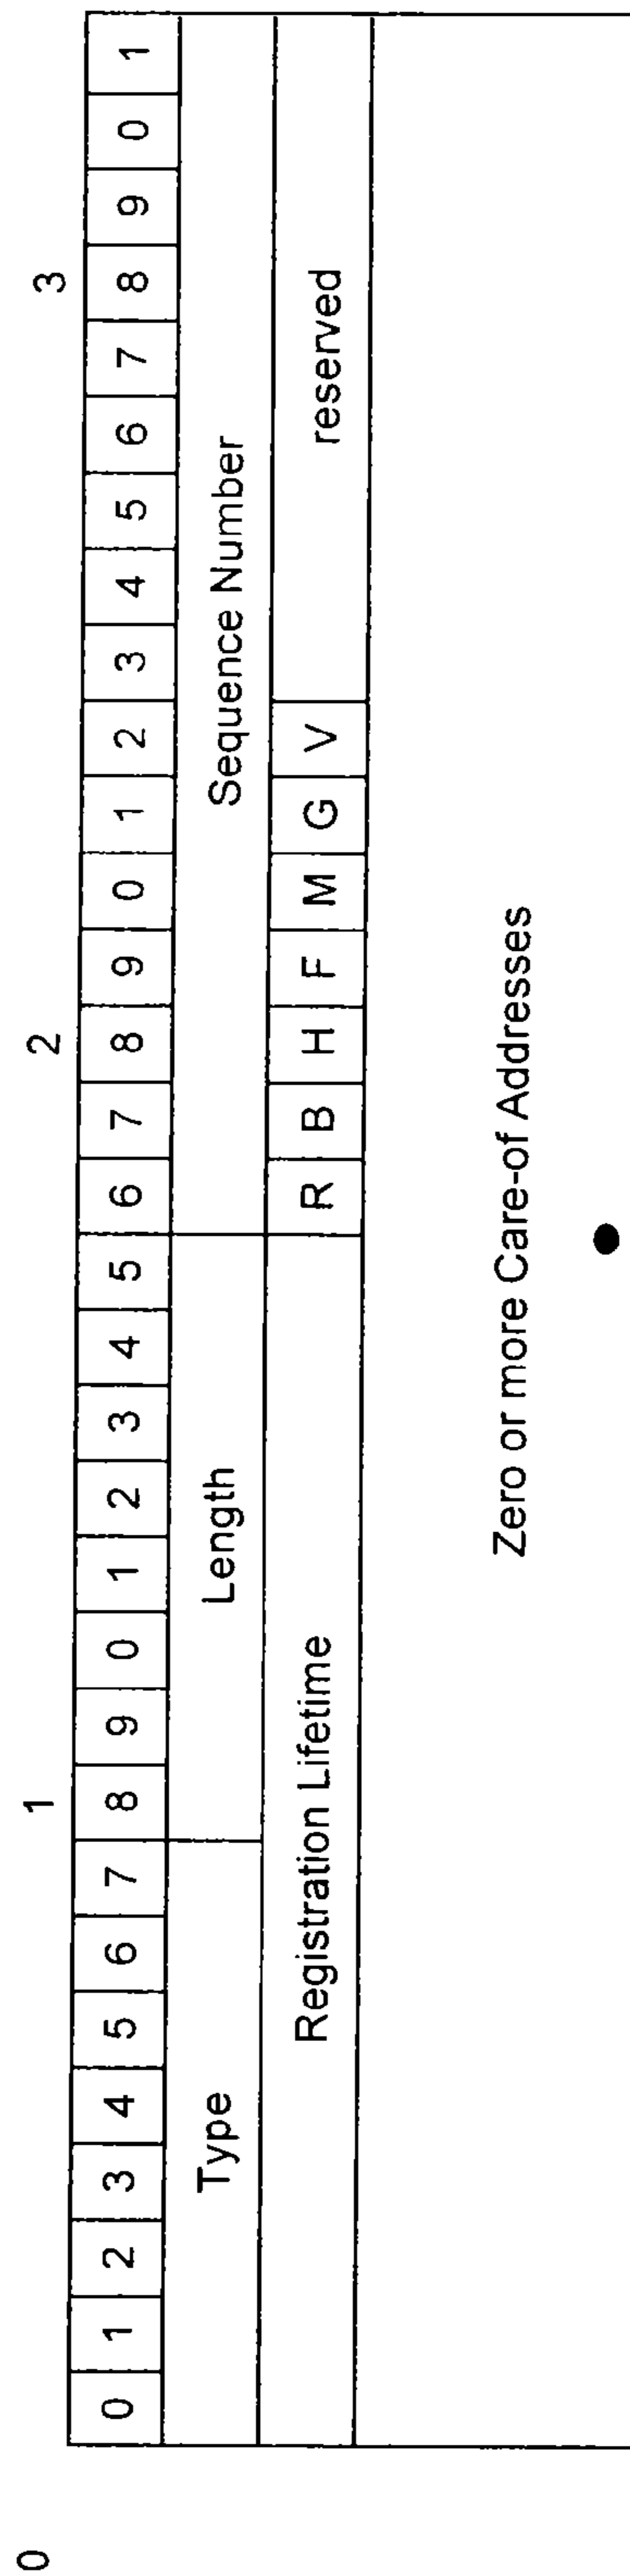 0 1 2 3
0 1 2 3 4 5 6 7 8 9 0 1 2 3 4 5 6 7 8 9 0 1 2 3 4 5 6 7 8 9 0 1
Type Length Sequence Number
Registration Lifetime R B H F M G V reserved
Zero or more Care-of Addresses